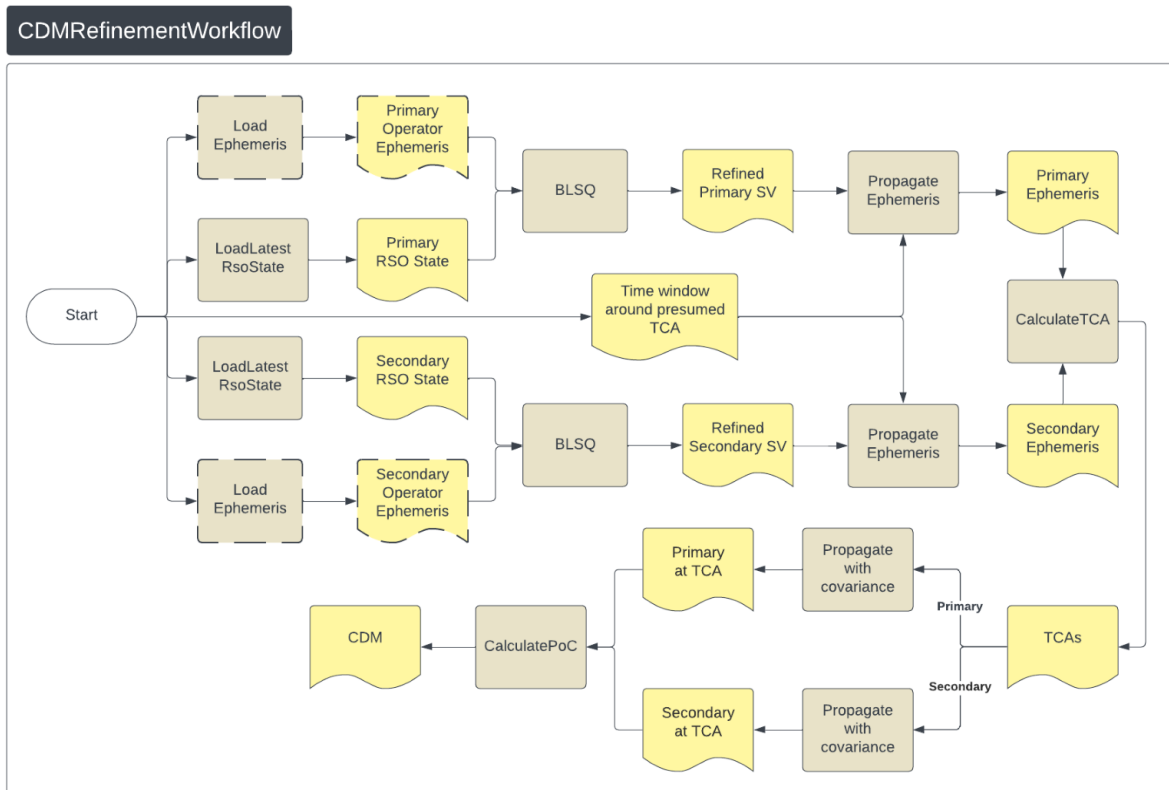 CDMRefinementWorkflow
Load
Ephemeris
Primary
Operator
Ephemeris
BLSQ
Refined
Primary SV
Propagate
Ephemeris
Primary
Ephemeris
LoadLatest
RsoState
Primary
RSO State
Start
Time window
around presumed
TCA
CalculateTCA
LoadLatest
RsoState
Secondary
RSO State
BLSQ
Refined
Secondary SV
Propagate
Ephemeris
Secondary
Ephemeris
Load
Ephemeris
Secondary
Operator
Ephemeris
Primary
at TCA
Propagate
with
covariance
Primary
CDM
CalculatePoC
TCAs
Secondary
Secondary
at TCA
Propagate
with
covariance